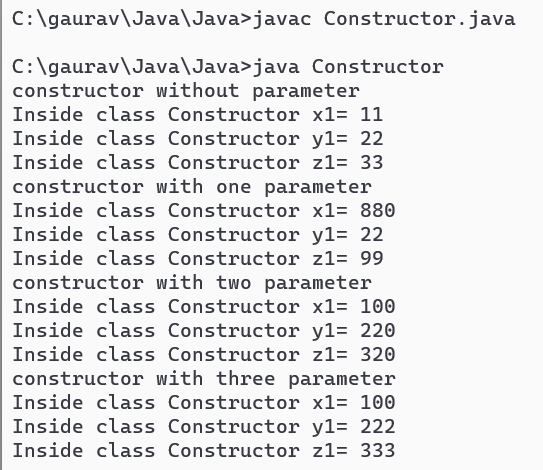 C:\gaurav\Java\Java>javac Constructor.java
C:\gaurav\Java\Java>java Constructor
constructor without parameter
Inside class Constructor x1= 11
Inside class Constructor y1= 22
Inside class Constructor z1= 33
constructor with one parameter
Inside class Constructor x1= 880
Inside class Constructor y1= 22
Inside class Constructor z1= 99
constructor with two parameter
Inside class Constructor x1= 100
Inside class Constructor y1= 220
Inside class Constructor z1= 320
constructor with three parameter
Inside class Constructor x1= 100
Inside class Constructor y1= 222
Inside class Constructor z1= 333